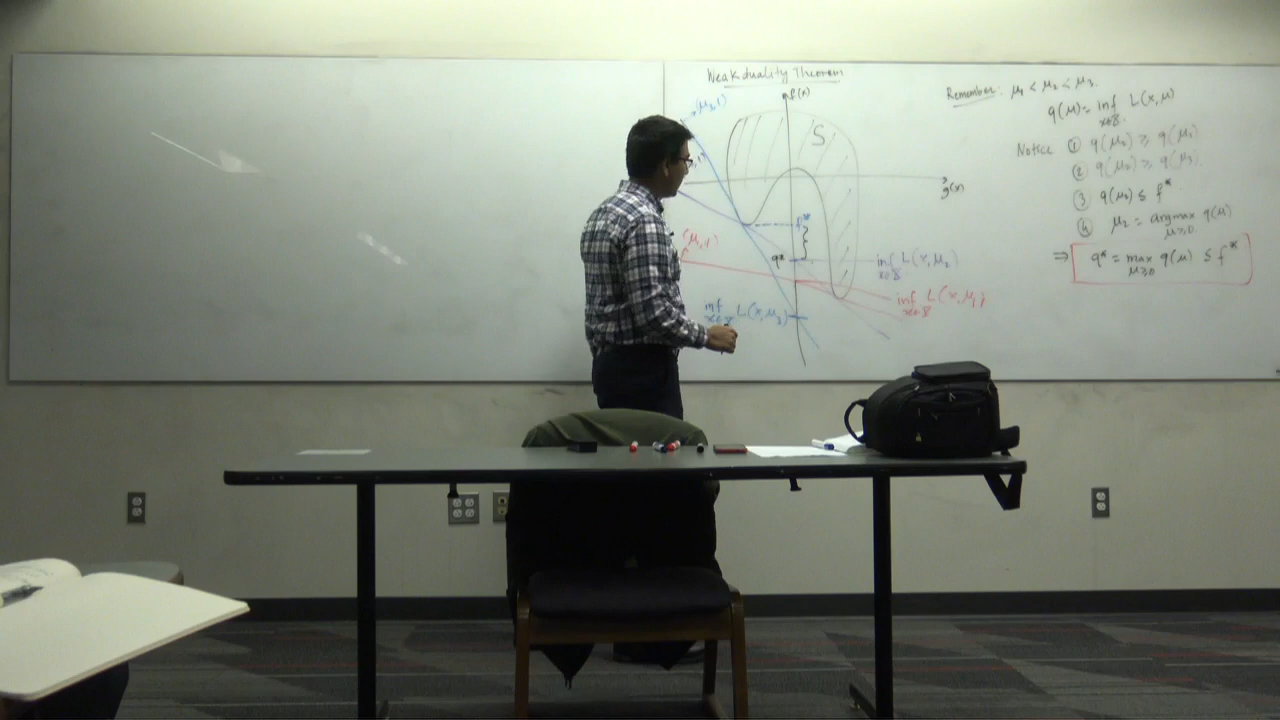 Weak duality Theorem
f(x)
(μ₃,1)
S
g(x)
f*
q*
(μ₁,1)
inf L(x,μ₂)
x∈X
inf L(x,μ₁)
x∈X
inf L(x,μ₃)
x∈X
Remember: μ₁ < μ₂ < μ₃.
q(μ) = inf L(x,μ)
x∈X
Notice ① q(μ₂) ≥ q(μ₁)
② q(μ₂) ≥ q(μ₃)
③ q(μ₂) ≤ f*
④ μ₂ = argmax q(μ)
μ≥0
⇒ q* = max q(μ) ≤ f*
μ≥0